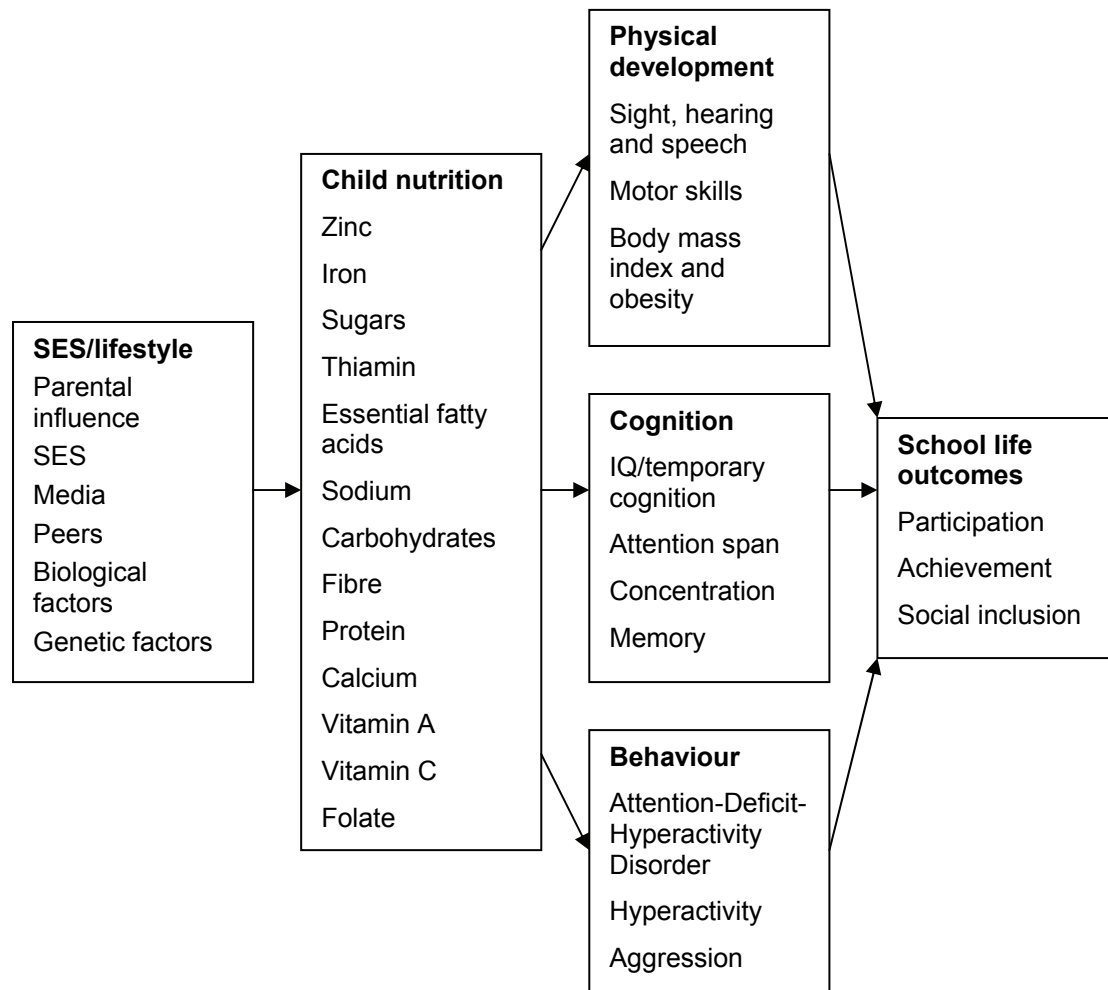 SES/lifestyle
Parental
influence
SES
Media
Peers
Biological
factors
Genetic factors
Child nutrition
Zinc
Iron
Sugars
Thiamin
Essential fatty
acids
Sodium
Carbohydrates
Fibre
Protein
Calcium
Vitamin A
Vitamin C
Folate
Physical
development
Sight, hearing
and speech
Motor skills
Body mass
index and
obesity
Cognition
IQ/temporary
cognition
Attention span
Concentration
Memory
Behaviour
Attention-Deficit-
Hyperactivity
Disorder
Hyperactivity
Aggression
School life
outcomes
Participation
Achievement
Social inclusion